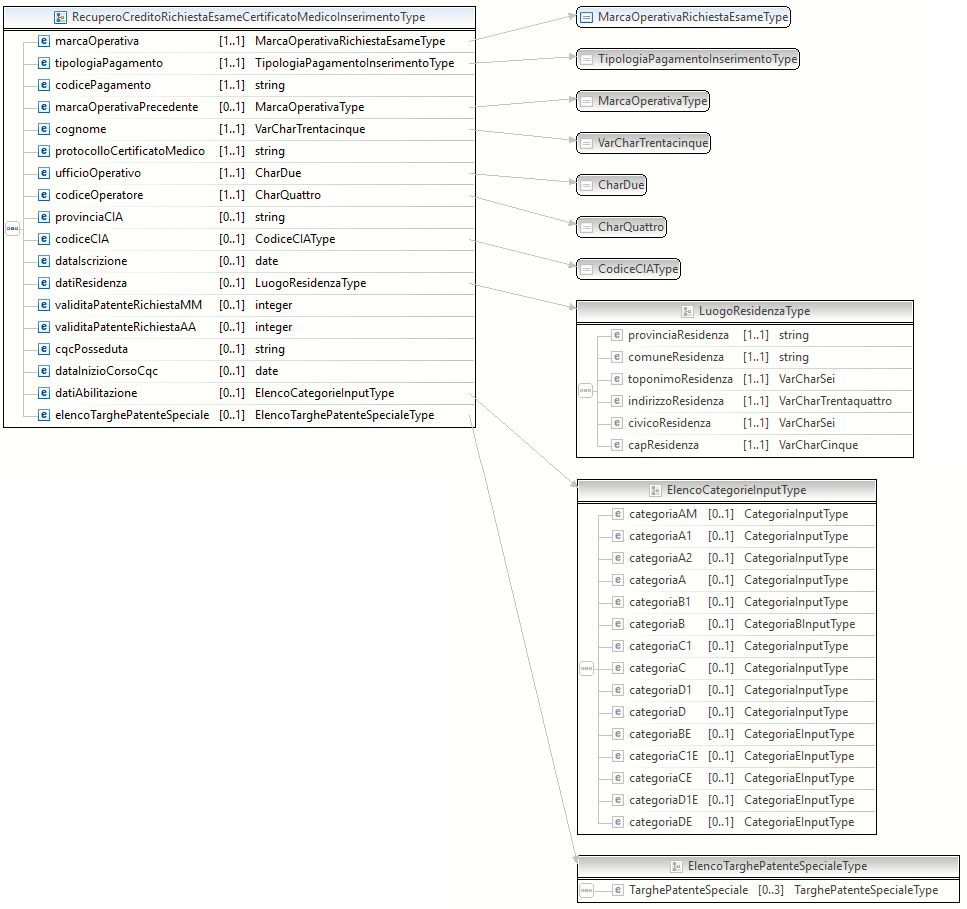 RecuperoCreditoRichiestaEsameCertificatoMedicoInserimentoType
marcaOperativa [1..1] MarcaOperativaRichiestaEsameType
tipologiaPagamento [1..1] TipologiaPagamentoInserimentoType
codicePagamento [1..1] string
marcaOperativaPrecedente [0..1] MarcaOperativaType
cognome [1..1] VarCharTrentacinque
protocolloCertificatoMedico [1..1] string
ufficioOperativo [1..1] CharDue
codiceOperatore [1..1] CharQuattro
provinciaCIA [0..1] string
codiceCIA [0..1] CodiceCIAType
dataIscrizione [0..1] date
datiResidenza [0..1] LuogoResidenzaType
validitaPatenteRichiestaMM [0..1] integer
validitaPatenteRichiestaAA [0..1] integer
cqcPosseduta [0..1] string
dataInizioCorsoCqc [0..1] date
datiAbilitazione [0..1] ElencoCategorieInputType
elencoTarghePatenteSpeciale [0..1] ElencoTarghePatenteSpecialeType
MarcaOperativaRichiestaEsameType
TipologiaPagamentoInserimentoType
MarcaOperativaType
VarCharTrentacinque
CharDue
CharQuattro
CodiceCIAType
LuogoResidenzaType
provinciaResidenza [1..1] string
comuneResidenza [1..1] string
toponimoResidenza [1..1] VarCharSei
indirizzoResidenza [1..1] VarCharTrentaquattro
civicoResidenza [1..1] VarCharSei
capResidenza [1..1] VarCharCinque
ElencoCategorieInputType
categoriaAM [0..1] CategoriaInputType
categoriaA1 [0..1] CategoriaInputType
categoriaA2 [0..1] CategoriaInputType
categoriaA [0..1] CategoriaInputType
categoriaB1 [0..1] CategoriaInputType
categoriaB [0..1] CategoriaBInputType
categoriaC1 [0..1] CategoriaInputType
categoriaC [0..1] CategoriaInputType
categoriaD1 [0..1] CategoriaInputType
categoriaD [0..1] CategoriaInputType
categoriaBE [0..1] CategoriaEInputType
categoriaC1E [0..1] CategoriaEInputType
categoriaCE [0..1] CategoriaEInputType
categoriaD1E [0..1] CategoriaEInputType
categoriaDE [0..1] CategoriaEInputType
ElencoTarghePatenteSpecialeType
TarghePatenteSpeciale [0..3] TarghePatenteSpecialeType